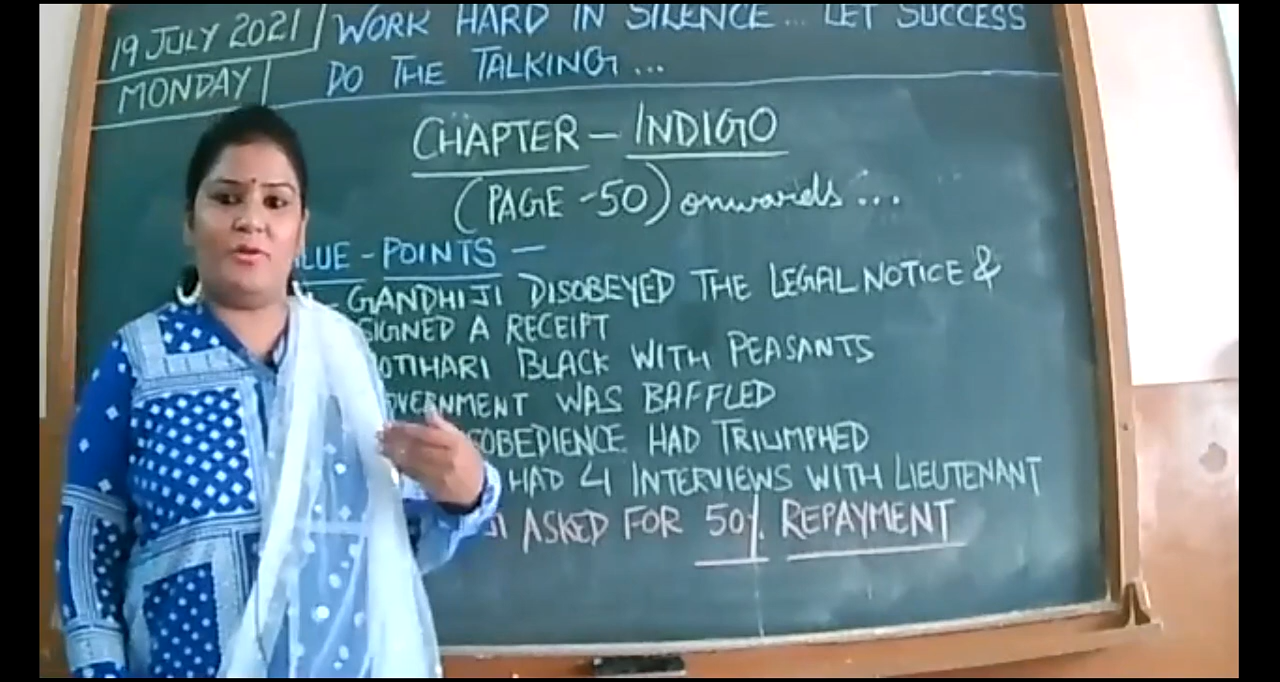 19 JULY 2021 WORK HARD IN SILENCE ... LET SUCCESS
MONDAY DO THE TALKING ...
CHAPTER - INDIGO
(PAGE - 50) onwards ...
LUE - POINTS -
- GANDHIJI DISOBEYED THE LEGAL NOTICE &
SIGNED A RECEIPT
OTIHARI BLACK WITH PEASANTS
VERNMENT WAS BAFFLED
OBEDIENCE HAD TRIUMPHED
HAD 4 INTERVIEWS WITH LIEUTENANT
JI ASKED FOR 50% REPAYMENT